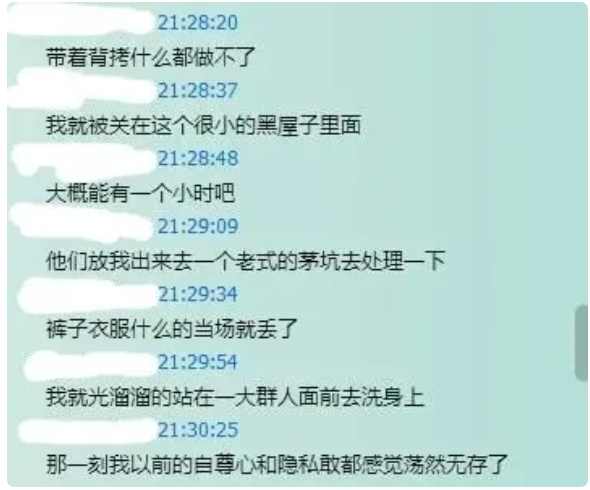 21:28:20
带着背拷什么都做不了
21:28:37
我就被关在这个很小的黑屋子里面
21:28:48
大概能有一个小时吧
21:29:09
他们放我出来去一个老式的茅坑去处理一下
21:29:34
裤子衣服什么的当场就丢了
21:29:54
我就光溜溜的站在一大群人面前去洗身上
21:30:25
那一刻我以前的自尊心和隐私敢都感觉荡然无存了